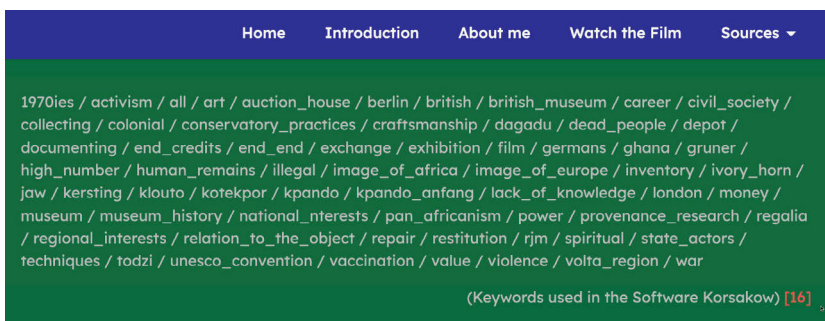 Home Introduction About me Watch the Film Sources
1970ies / activism / all / art / auction_house / berlin / british / british_museum / career / civil_society /
collecting / colonial / conservatory_practices / craftsmanship / dagadu / dead_people / depot /
documenting / end_credits / end_end / exchange / exhibition / film / germans / ghana / gruner /
high_number / human_remains / illegal / image_of_africa / image_of_europe / inventory / ivory_horn /
jaw / kersting / klouto / kotekpor / kpando / kpando_anfang / lack_of_knowledge / london / money /
museum / museum_history / national_nterests / pan_africanism / power / provenance_research / regalia
/ regional_interests / relation_to_the_object / repair / restitution / rjm / spiritual / state_actors /
techniques / todzi / unesco_convention / vaccination / value / violence / volta_region / war
(Keywords used in the Software Korsakow) [16]